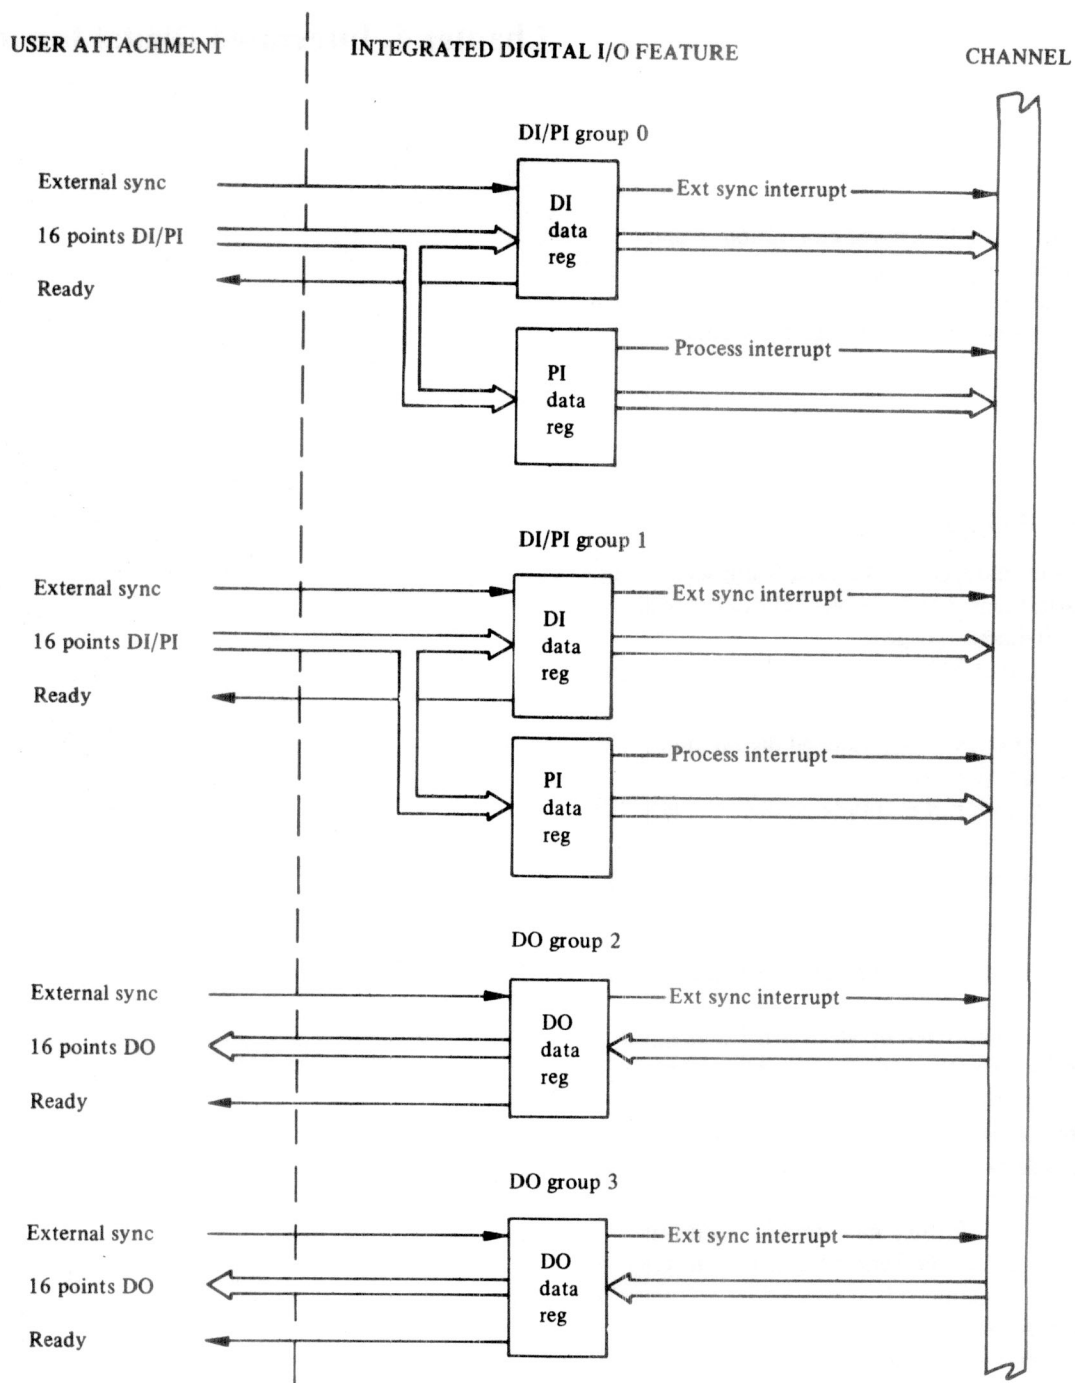 USER ATTACHMENT
INTEGRATED DIGITAL I/O FEATURE
CHANNEL
DI/PI group 0
External sync
16 points DI/PI
Ready
DI
data
reg
Ext sync interrupt
PI
data
reg
Process interrupt
DI/PI group 1
External sync
16 points DI/PI
Ready
DI
data
reg
Ext sync interrupt
PI
data
reg
Process interrupt
DO group 2
External sync
16 points DO
Ready
DO
data
reg
Ext sync interrupt
DO group 3
External sync
16 points DO
Ready
DO
data
reg
Ext sync interrupt